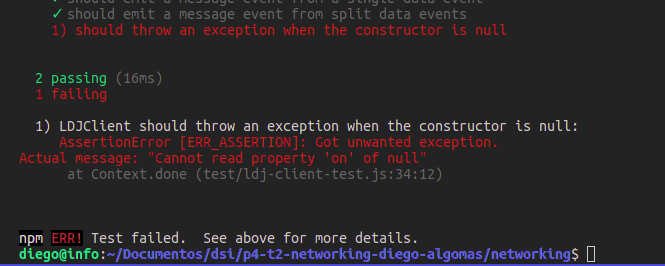 ✓ should emit a message event from a single data event
✓ should emit a message event from split data events
1) should throw an exception when the constructor is null
2 passing (16ms)
1 failing
1) LDJClient should throw an exception when the constructor is null:
AssertionError [ERR_ASSERTION]: Got unwanted exception.
Actual message: "Cannot read property 'on' of null"
at Context.done (test/ldj-client-test.js:34:12)
npm ERR! Test failed.  See above for more details.
diego@info:~/Documentos/dsi/p4-t2-networking-diego-algomas/networking$